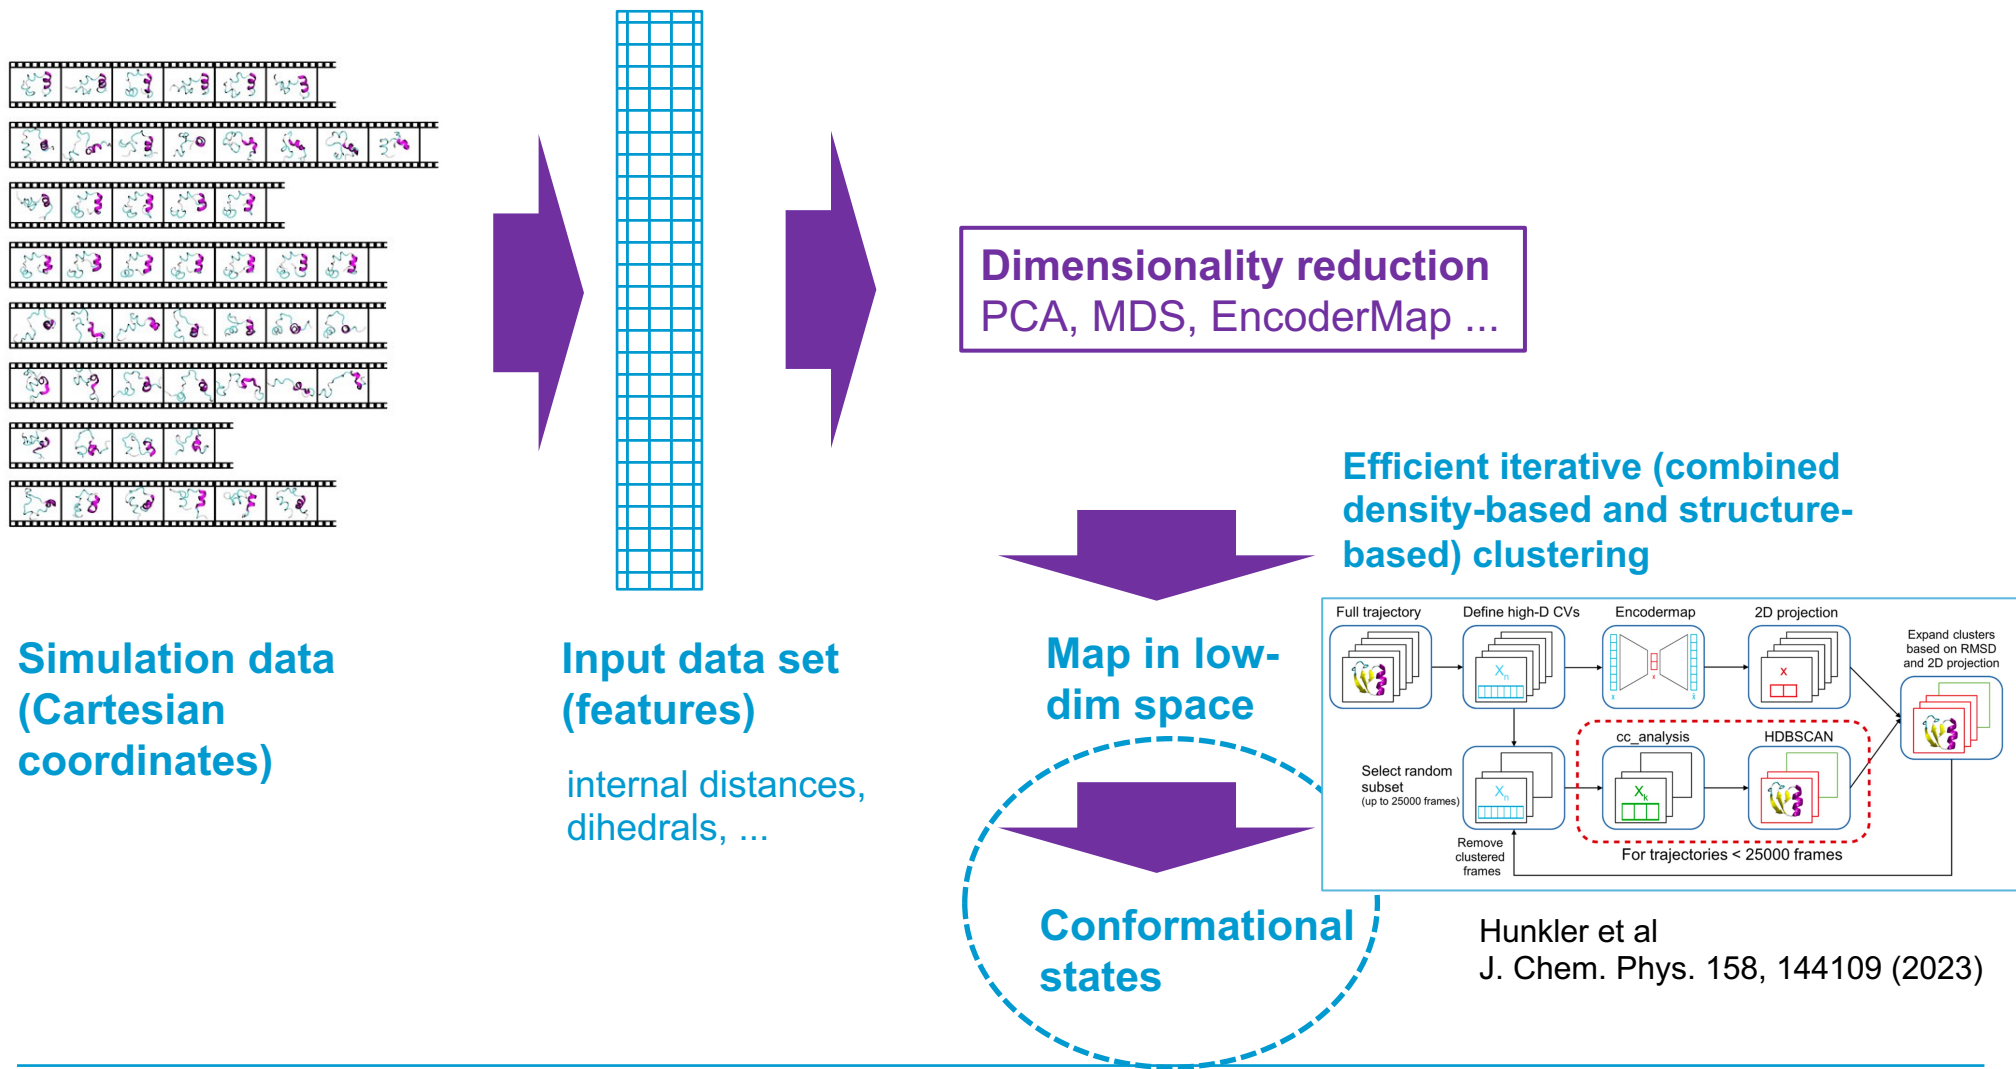 Simulation data
(Cartesian
coordinates)
Input data set
(features)
internal distances,
dihedrals, ...
Dimensionality reduction
PCA, MDS, EncoderMap ...
Map in low-
dim space
Conformational
states
Efficient iterative (combined
density-based and structure-
based) clustering
Full trajectory
Define high-D CVs
Encodermap
2D projection
Expand clusters
based on RMSD
and 2D projection
Xn
x
x
x
x
cc_analysis
HDBSCAN
Select random
subset
(up to 25000 frames)
Xn
Xk
Remove
clustered
frames
For trajectories < 25000 frames
Hunkler et al
J. Chem. Phys. 158, 144109 (2023)